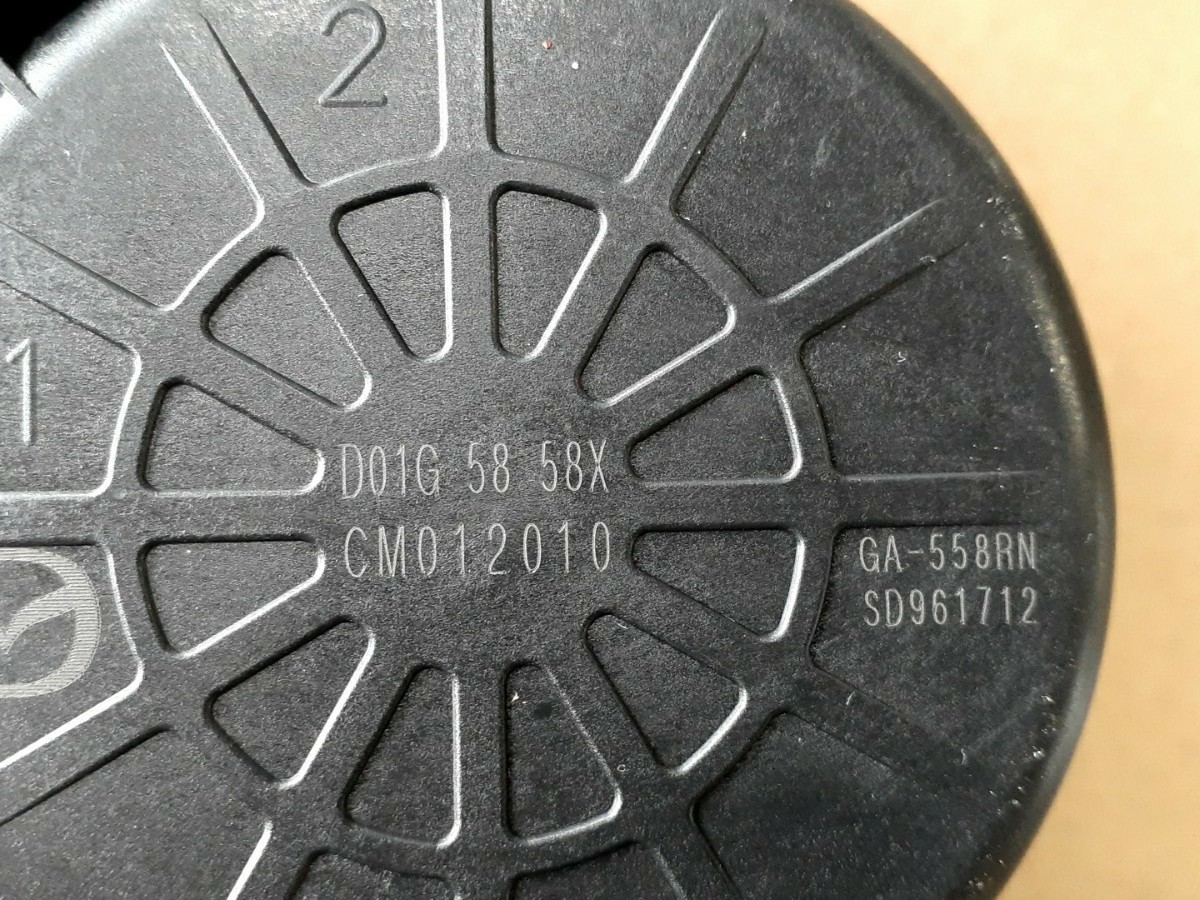 2
1
D01G 58 58X
CM012010
GA-558RN
SD961712